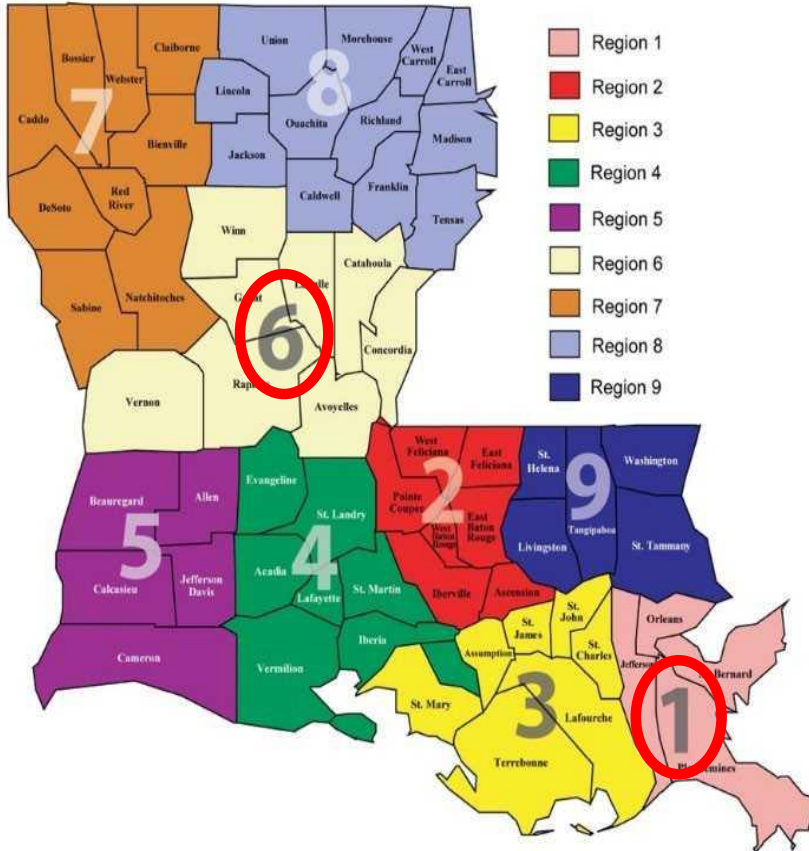 Claiborne
Union
Morehouse
West
Carroll
East
Carroll
Bossier
Webster
Lincoln
8
7
Caddo
Ouachita
Richland
Madison
Bienville
Jackson
Franklin
Caldwell
Tensas
DeSoto
Red
River
Winn
Catahoula
Natchitoches
Sabine
6
Concordia
Vernon
Avoyelles
Region 1
Region 2
Region 3
Region 4
Region 5
Region 6
Region 7
Region 8
Region 9
West
Feliciana
East
Feliciana
St.
Helena
Washington
Evangeline
Beauregard
Allen
2
9
Pointe
Coupee
St. Landry
East
Baton
Rouge
West
Baton
Rouge
Tangipahoa
5
4
Livingston
St. Tammany
Acadia
Calcasieu
Jefferson
Davis
St. Martin
Lafayette
Iberville
Ascension
St.
John
Orleans
St.
James
Iberia
Assumption
St.
Charles
Jefferson
Bernard
Cameron
Vermilion
St. Mary
3
Lafourche
1
Terrebonne